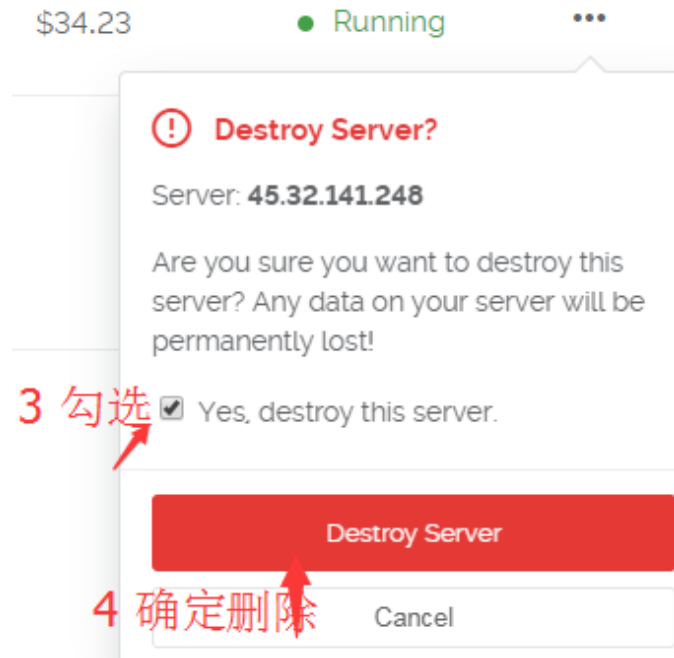 $34.23 Running •••
Destroy Server?
Server: 45.32.141.248
Are you sure you want to destroy this
server? Any data on your server will be
permanently lost!
3 勾选 Yes, destroy this server.
Destroy Server
4 确定删除 Cancel